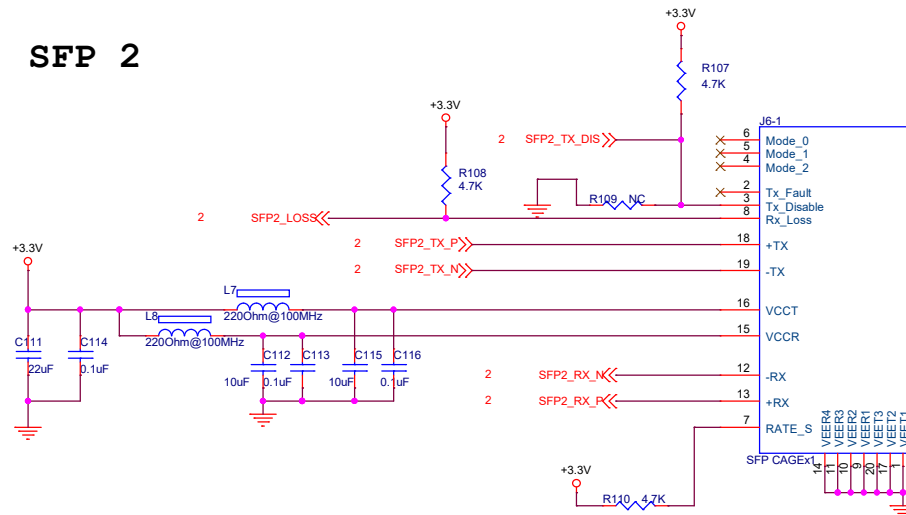 SFP 2
+3.3V
R107
4.7K
+3.3V
J6-1
2 SFP2_TX_DIS
6 Mode_0
5 Mode_1
4 Mode_2
R108
4.7K
2 Tx_Fault
R109 NC
3 Tx_Disable
2 SFP2_LOSS
8 Rx_Loss
2 SFP2_TX_P
18 +TX
+3.3V
2 SFP2_TX_N
19 -TX
L7
220Ohm@100MHz
16 VCCT
L8
220Ohm@100MHz
15 VCCR
C111
22uF
C114
0.1uF
C112
10uF
C113
0.1uF
C115
10uF
C116
0.1uF
2 SFP2_RX_N
12 -RX
2 SFP2_RX_P
13 +RX
7 RATE_S
SFP CAGEx1
VEER4
VEER3
VEER2
VEER1
VEET3
VEET2
VEET1
14
11
10
9
20
17
1
+3.3V
R110 4.7K